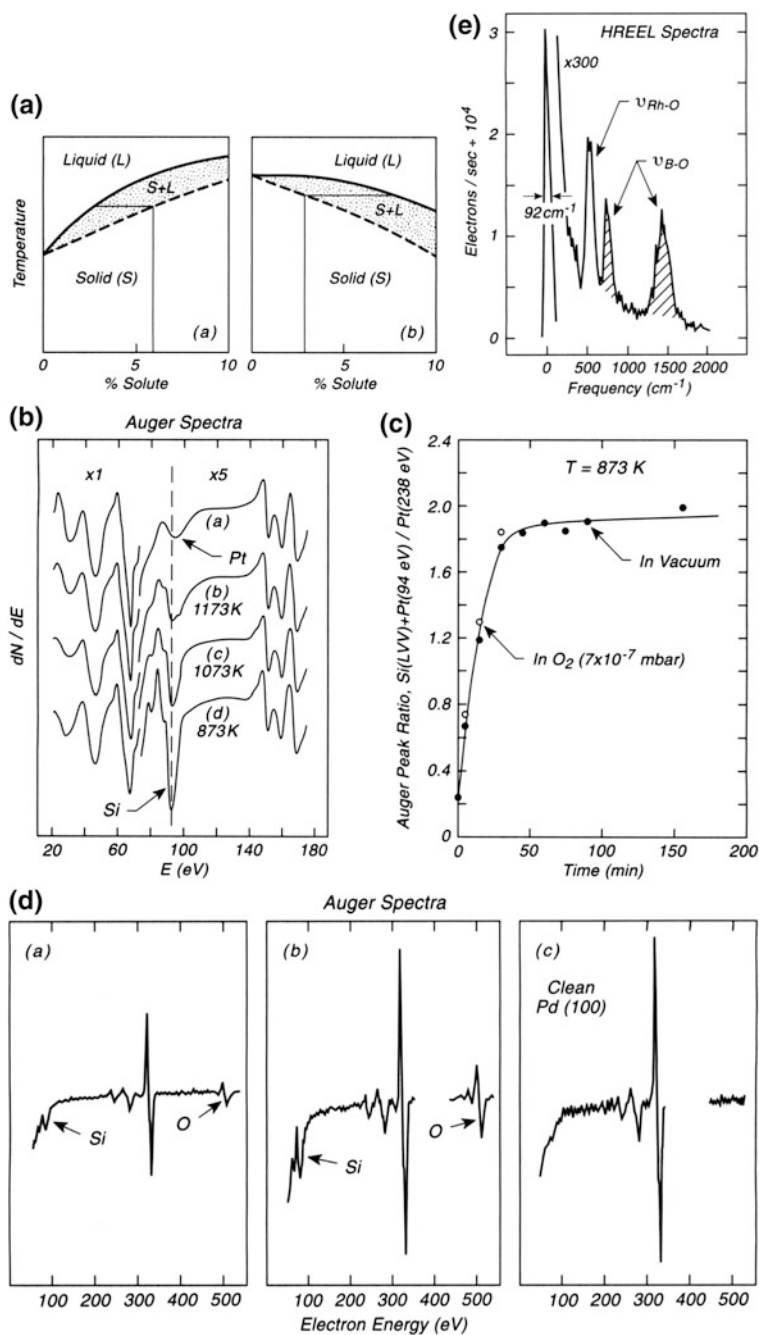 (a)
Liquid (L)
S+L
Solid (S)
(a)
Temperature
0 5 10
% Solute
Liquid (L)
S+L
Solid (S)
(b)
0 5 10
% Solute
(e)
HREEL Spectra
x300
νRh-O
νB-O
92cm-1
Electrons / sec ÷ 10⁴
3
2
1
0
0 500 1000 1500 2000
Frequency (cm-1)
(b)
Auger Spectra
x1 x5
(a)
Pt
(b)
1173K
(c)
1073K
(d)
873K
Si
dN / dE
20 60 100 140 180
E (eV)
(c)
T = 873 K
In Vacuum
In O2 (7x10-7 mbar)
Auger Peak Ratio, Si(LVV)+Pt(94 eV) / Pt(238 eV)
2.4
2.0
1.6
1.2
0.8
0.4
0
0 50 100 150 200
Time (min)
(d)
Auger Spectra
(a)
Si
O
100 200 300 400 500
(b)
Si
O
100 200 300 400 500
(c)
Clean
Pd (100)
100 200 300 400 500
Electron Energy (eV)